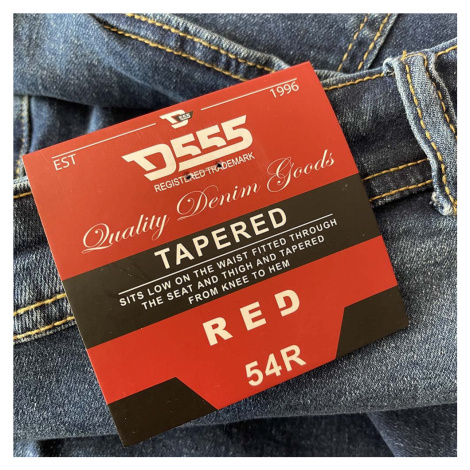 EST 1996
555
D555
REGISTERED TRADEMARK
Quality Denim Goods
TAPERED
SITS LOW ON THE WAIST FITTED THROUGH
THE SEAT AND THIGH AND TAPERED
FROM KNEE TO HEM
RED
54R